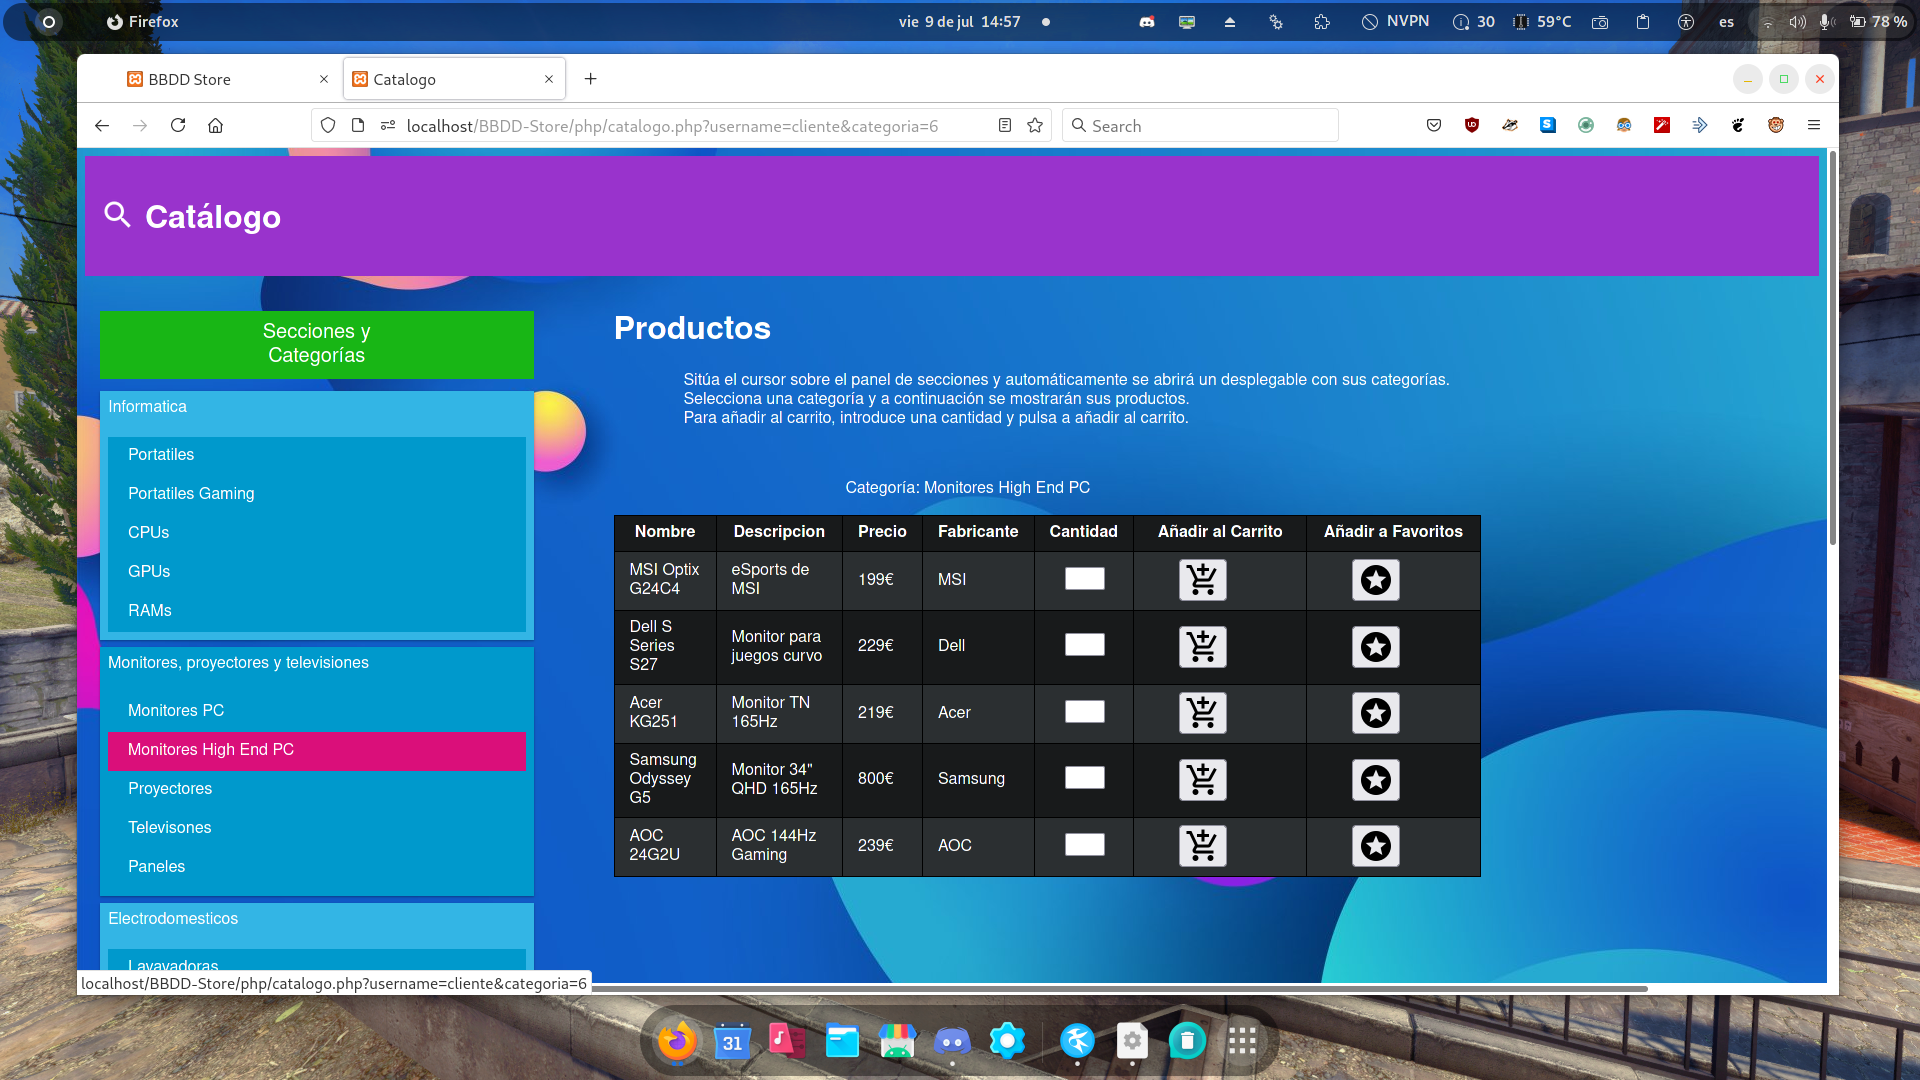 Firefox
vie 9 de jul 14:57
NVPN
30
59°C
es
78 %
BBDD Store
Catalogo
localhost/BBDD-Store/php/catalogo.php?username=cliente&categoria=6
Search
Catálogo
Secciones y
Categorías
Informatica
Portatiles
Portatiles Gaming
CPUs
GPUs
RAMs
Monitores, proyectores y televisiones
Monitores PC
Monitores High End PC
Proyectores
Televisones
Paneles
Electrodomesticos
Lavavadoras
Productos
Sitúa el cursor sobre el panel de secciones y automáticamente se abrirá un desplegable con sus categorías.
Selecciona una categoría y a continuación se mostrarán sus productos.
Para añadir al carrito, introduce una cantidad y pulsa a añadir al carrito.
Categoría: Monitores High End PC
Nombre Descripcion Precio Fabricante Cantidad Añadir al Carrito Añadir a Favoritos
MSI Optix G24C4 eSports de MSI 199€ MSI
Dell S Series S27 Monitor para juegos curvo 229€ Dell
Acer KG251 Monitor TN 165Hz 219€ Acer
Samsung Odyssey G5 Monitor 34" QHD 165Hz 800€ Samsung
AOC 24G2U AOC 144Hz Gaming 239€ AOC
localhost/BBDD-Store/php/catalogo.php?username=cliente&categoria=6
31